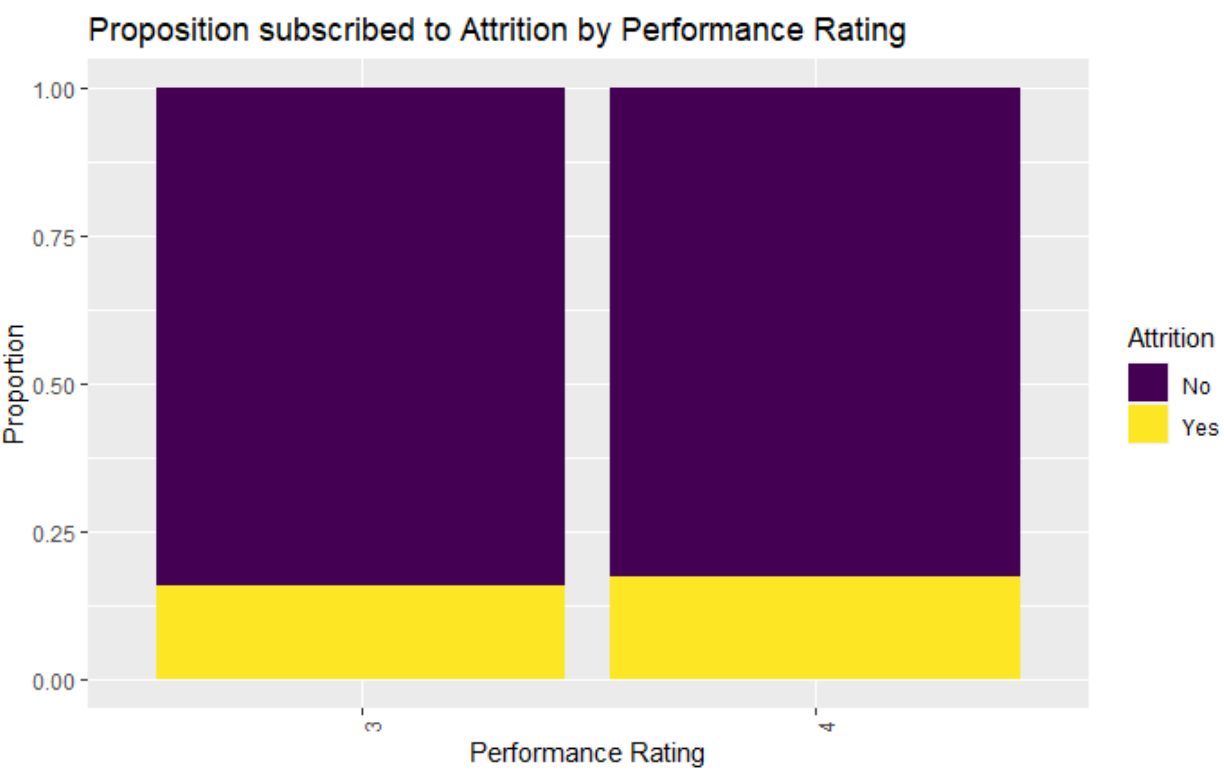 Proposition subscribed to Attrition by Performance Rating
1.00
0.75
0.50
0.25
0.00
Proportion
3
4
Performance Rating
Attrition
No
Yes